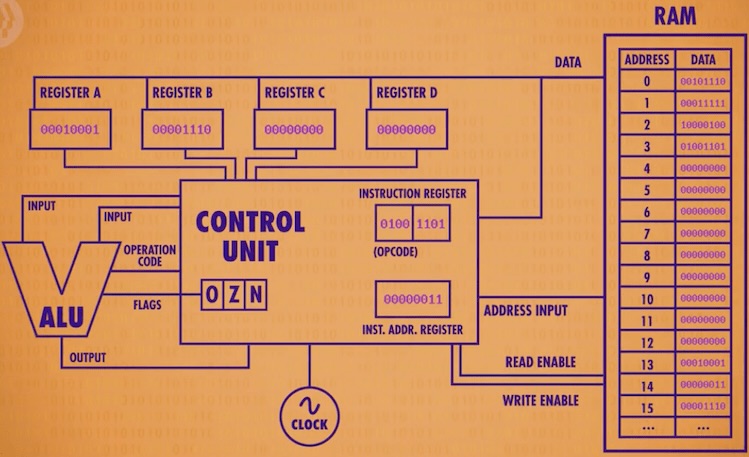 RAM
DATA
ADDRESS DATA
0 00101110
1 00011111
2 10000100
3 01001101
4 00000000
5 00000000
6 00000000
7 00000000
8 00000000
9 00000000
10 00000000
11 00000000
12 00000000
13 00010001
14 00000011
15 00001110
... ...
REGISTER A
00010001
REGISTER B
00001110
REGISTER C
00000000
REGISTER D
00000000
INPUT
INPUT
OPERATION
CODE
FLAGS
ALU
OUTPUT
CONTROL
UNIT
O Z N
INSTRUCTION REGISTER
0100 1101
(OPCODE)
00000011
INST. ADDR. REGISTER
ADDRESS INPUT
READ ENABLE
WRITE ENABLE
CLOCK